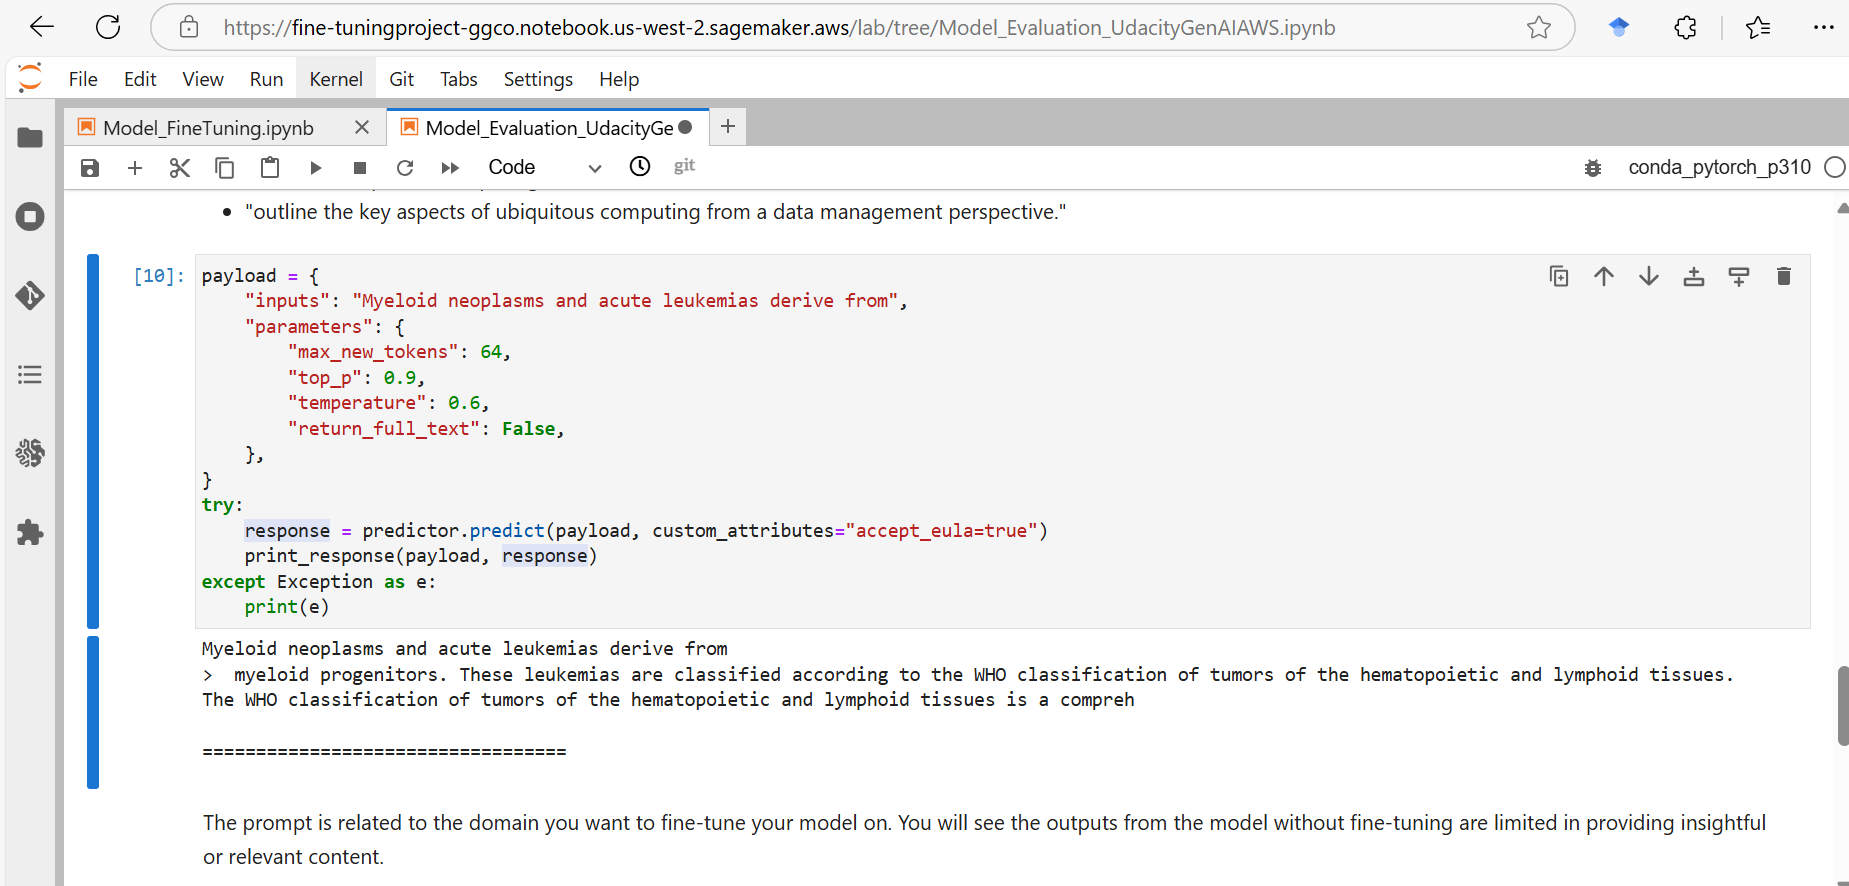 https://fine-tuningproject-ggco.notebook.us-west-2.sagemaker.aws/lab/tree/Model_Evaluation_UdacityGenAIAWS.ipynb
File Edit View Run Kernel Git Tabs Settings Help
Model_FineTuning.ipynb Model_Evaluation_UdacityGe
Code git conda_pytorch_p310
"outline the key aspects of ubiquitous computing from a data management perspective."
[10]: payload = {
"inputs": "Myeloid neoplasms and acute leukemias derive from",
"parameters": {
"max_new_tokens": 64,
"top_p": 0.9,
"temperature": 0.6,
"return_full_text": False,
},
}
try:
response = predictor.predict(payload, custom_attributes="accept_eula=true")
print_response(payload, response)
except Exception as e:
print(e)
Myeloid neoplasms and acute leukemias derive from
> myeloid progenitors. These leukemias are classified according to the WHO classification of tumors of the hematopoietic and lymphoid tissues.
The WHO classification of tumors of the hematopoietic and lymphoid tissues is a compreh
==================================
The prompt is related to the domain you want to fine-tune your model on. You will see the outputs from the model without fine-tuning are limited in providing insightful
or relevant content.